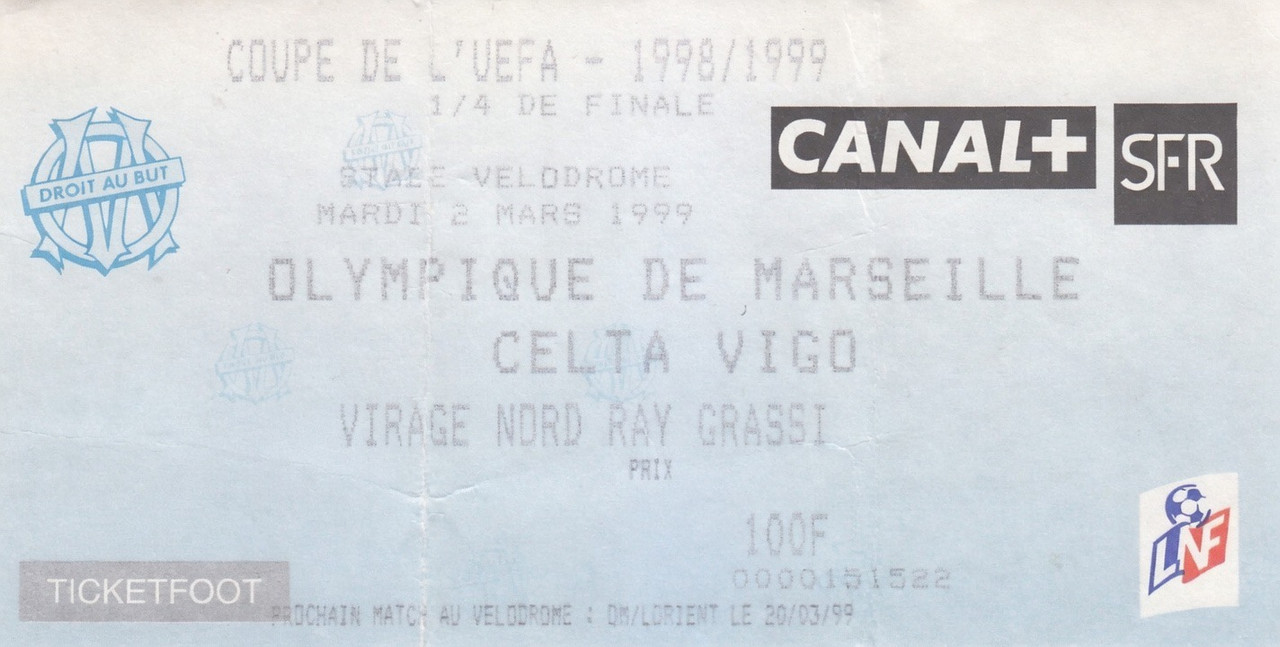 COUPE DE L'UEFA - 1998/1999
1/4 DE FINALE
DROIT AU BUT
CANAL+
SFR
STADE VELODROME
MARDI 2 MARS 1999
OLYMPIQUE DE MARSEILLE
CELTA VIGO
VIRAGE NORD RAY GRASSI
PRIX
100F
0000151522
LNF
TICKETFOOT
PROCHAIN MATCH AU VELODROME : OM/LORIENT LE 20/03/99